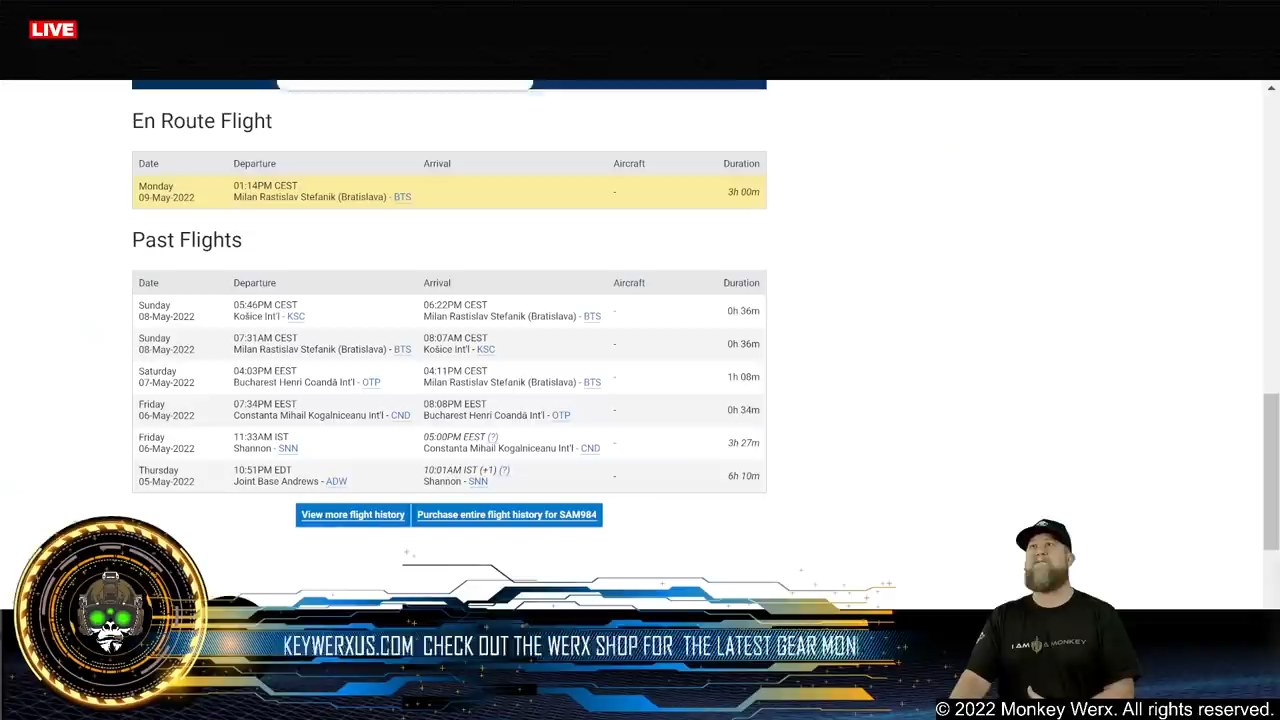 LIVE
En Route Flight
Date Departure Arrival Aircraft Duration
Monday 01:14PM CEST
09-May-2022 Milan Rastislav Stefanik (Bratislava) - BTS - 3h 00m
Past Flights
Date Departure Arrival Aircraft Duration
Sunday 05:46PM CEST 06:22PM CEST
08-May-2022 Košice Int'l - KSC Milan Rastislav Stefanik (Bratislava) - BTS - 0h 36m
Sunday 07:31AM CEST 08:07AM CEST
08-May-2022 Milan Rastislav Stefanik (Bratislava) - BTS Košice Int'l - KSC - 0h 36m
Saturday 04:03PM EEST 04:11PM CEST
07-May-2022 Bucharest Henri Coandă Int'l - OTP Milan Rastislav Stefanik (Bratislava) - BTS - 1h 08m
Friday 07:34PM EEST 08:08PM EEST
06-May-2022 Constanta Mihail Kogalniceanu Int'l - CND Bucharest Henri Coandă Int'l - OTP - 0h 34m
Friday 11:33AM IST 05:00PM EEST (?)
06-May-2022 Shannon - SNN Constanta Mihail Kogalniceanu Int'l - CND - 3h 27m
Thursday 10:51PM EDT 10:01AM IST (+1) (?)
05-May-2022 Joint Base Andrews - ADW Shannon - SNN - 6h 10m
View more flight history Purchase entire flight history for SAM984
KEYWERXUS.COM CHECK OUT THE WERX SHOP FOR THE LATEST GEAR MON
I AM A MONKEY
© 2022 Monkey Werx. All rights reserved.